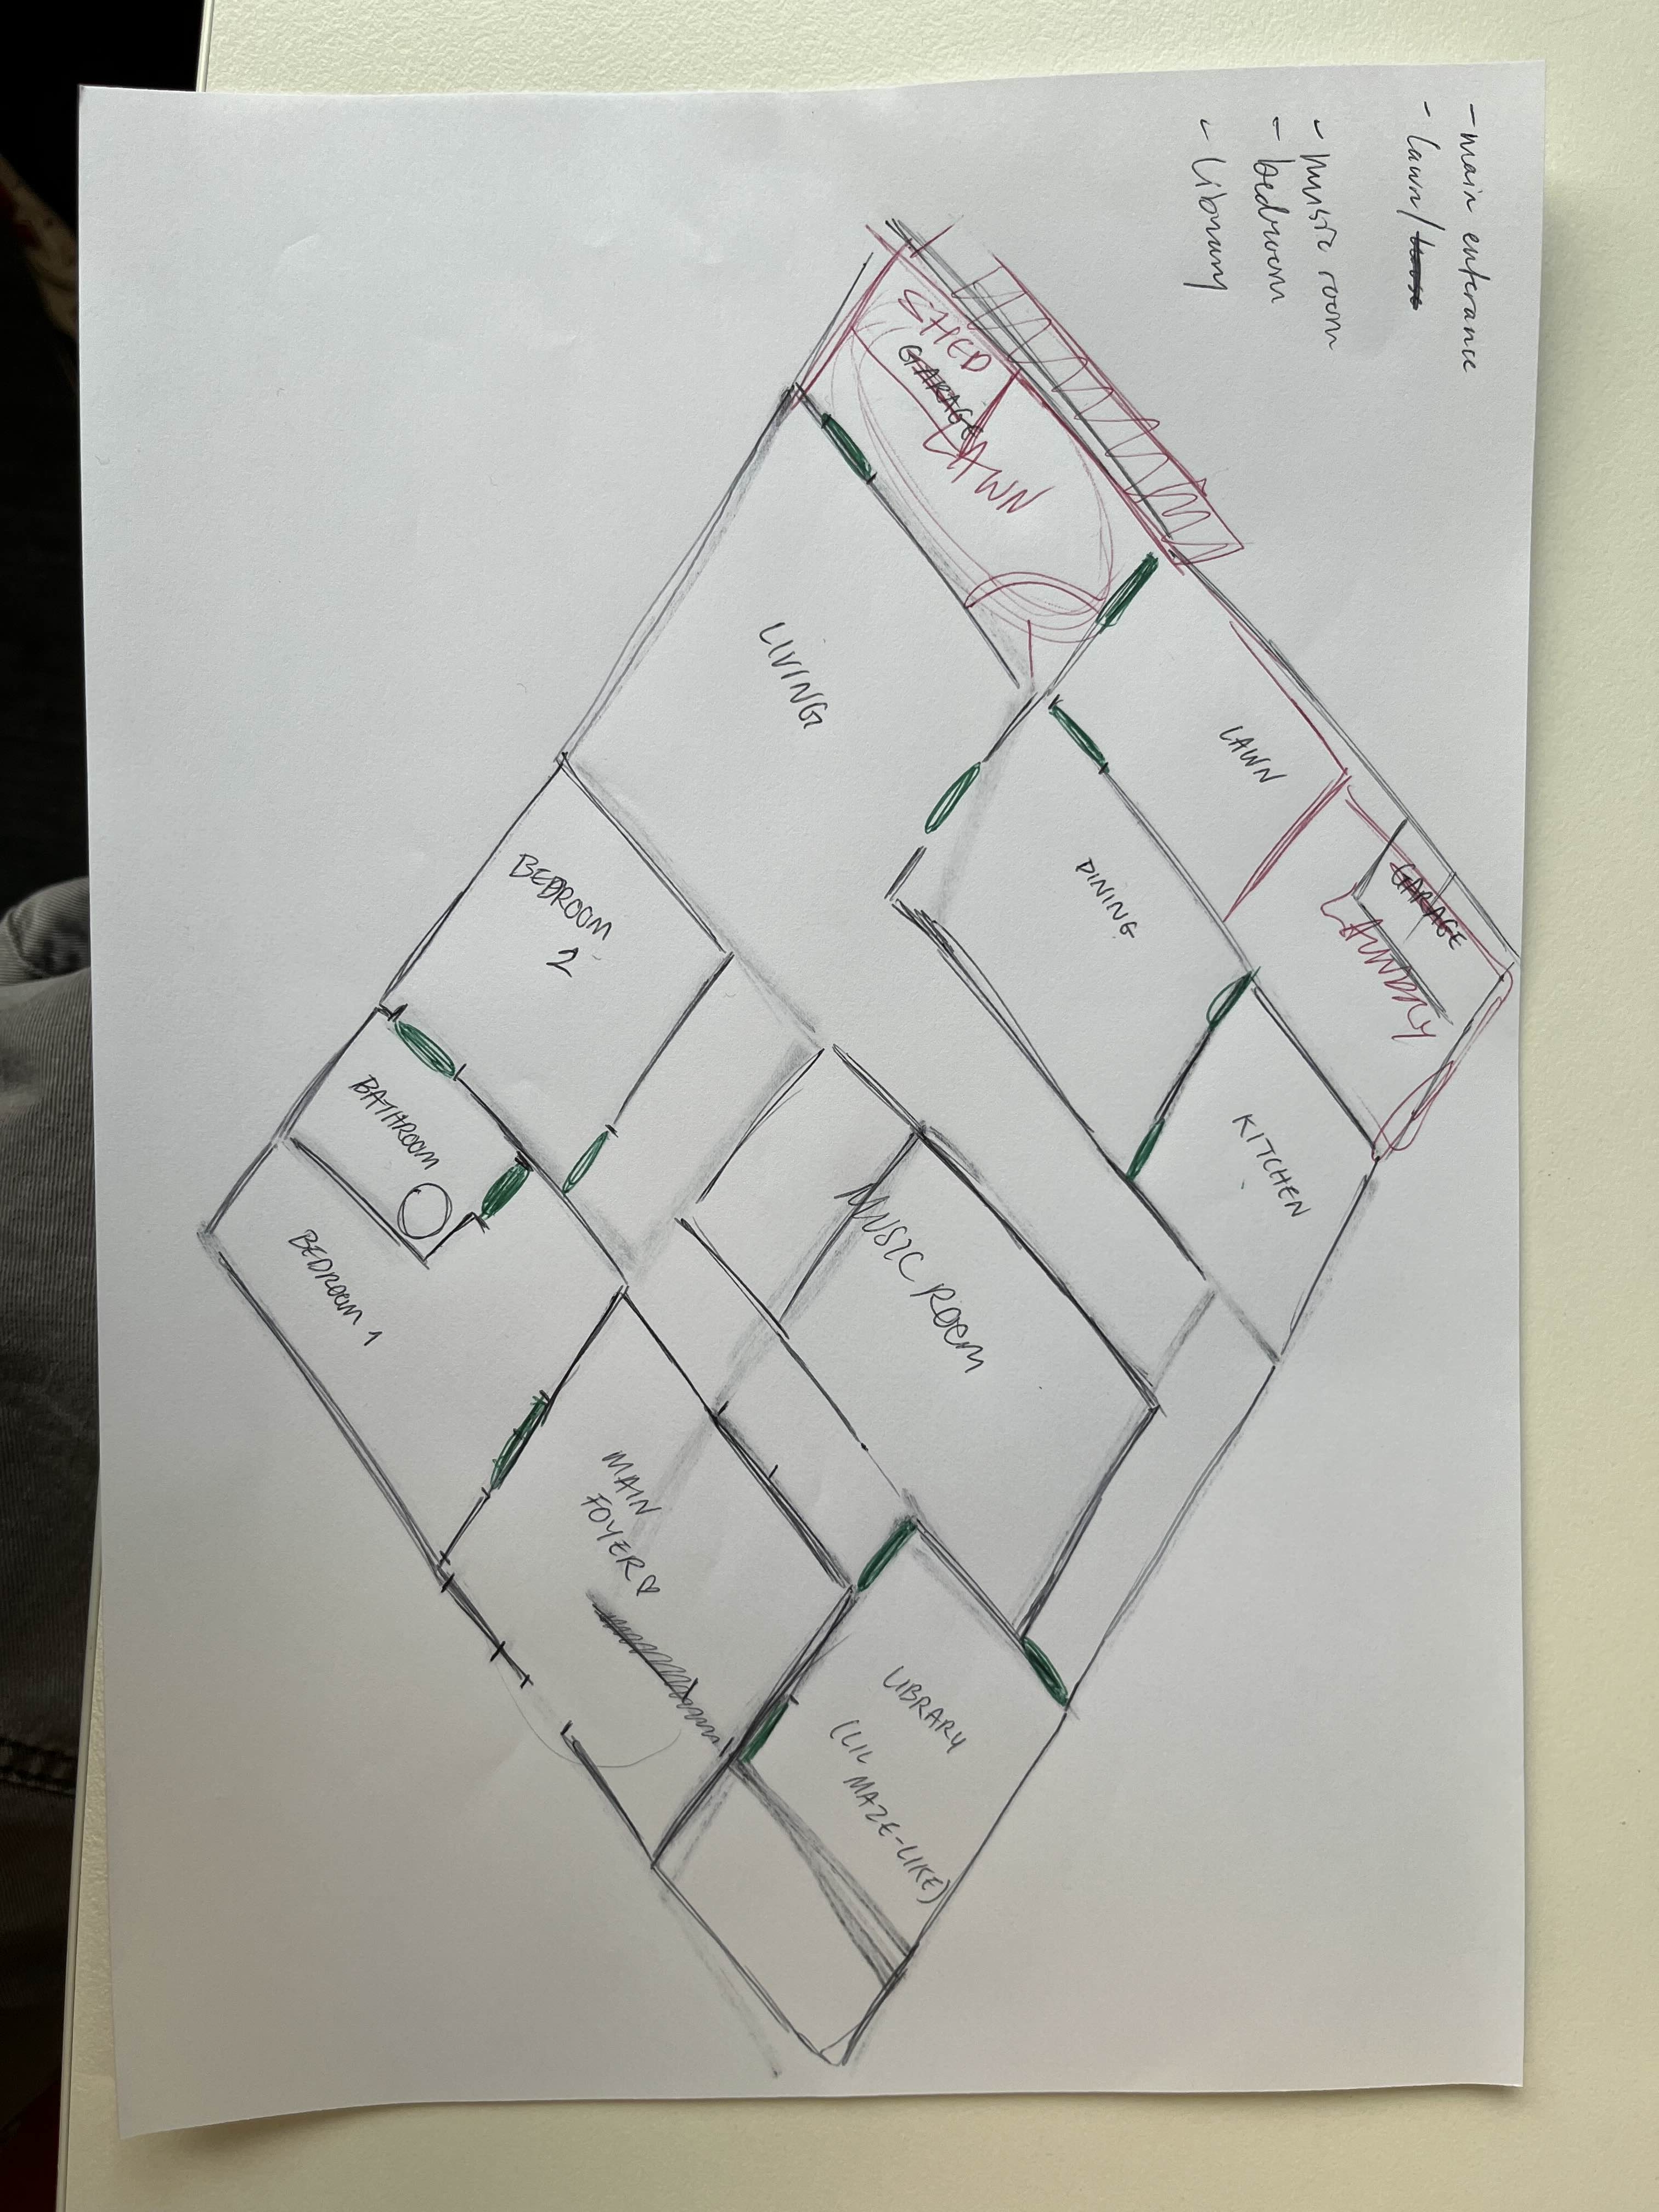 - main enterance
- lawn/house
- music room
- bedroom
- library
GARAGE
LAUNDRY
LAWN
KITCHEN
DINING
SHED
GARAGE
LAWN
LIVING
MUSIC ROOM
LIBRARY
(LIL MAZE-LIKE)
MAIN
FOYER♡
BEDROOM
2
BATHROOM
BEDROOM 1